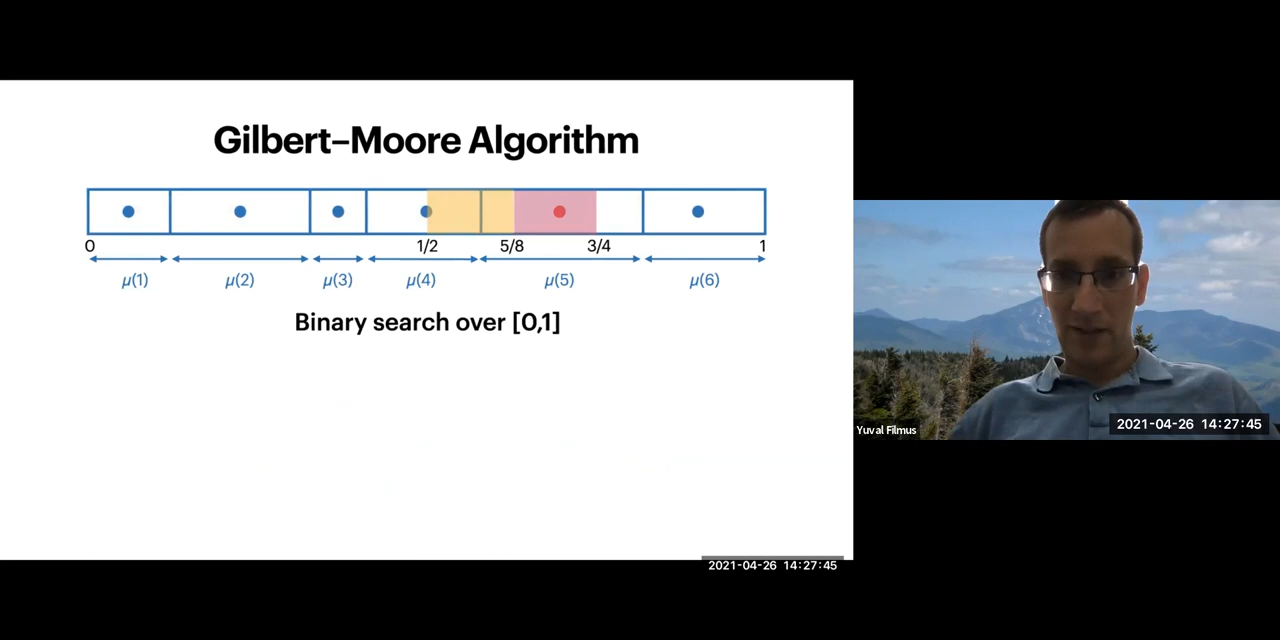 Gilbert–Moore Algorithm
0 1/2 5/8 3/4 1
μ(1) μ(2) μ(3) μ(4) μ(5) μ(6)
Binary search over [0,1]
2021-04-26 14:27:45
Yuval Filmus
2021-04-26 14:27:45